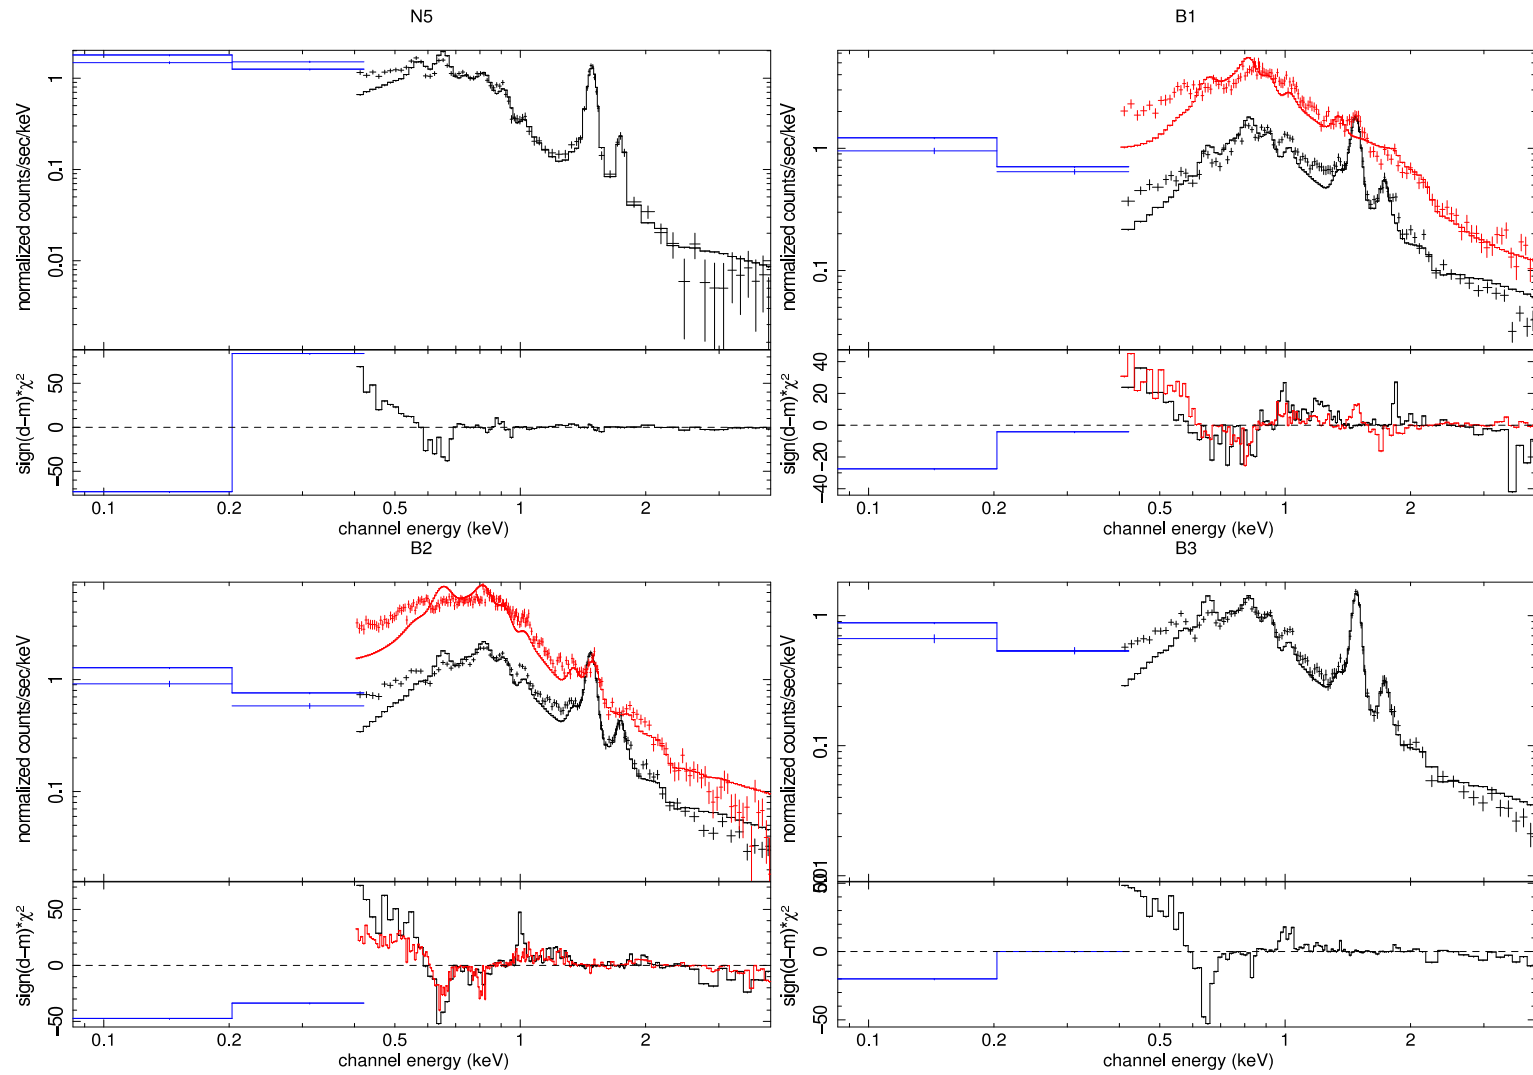 N5
normalized counts/sec/keV
1
0.1
0.01
sign(d−m)*χ²
50
0
−50
0.1
0.2
0.5
1
2
channel energy (keV)
B1
normalized counts/sec/keV
1
0.1
sign(d−m)*χ²
40
20
0
−20
−40
0.1
0.2
0.5
1
2
channel energy (keV)
B2
normalized counts/sec/keV
1
0.1
sign(d−m)*χ²
50
0
−50
0.1
0.2
0.5
1
2
channel energy (keV)
B3
normalized counts/sec/keV
1
0.1
0.01
sign(d−m)*χ²
50
0
−50
0.1
0.2
0.5
1
2
channel energy (keV)